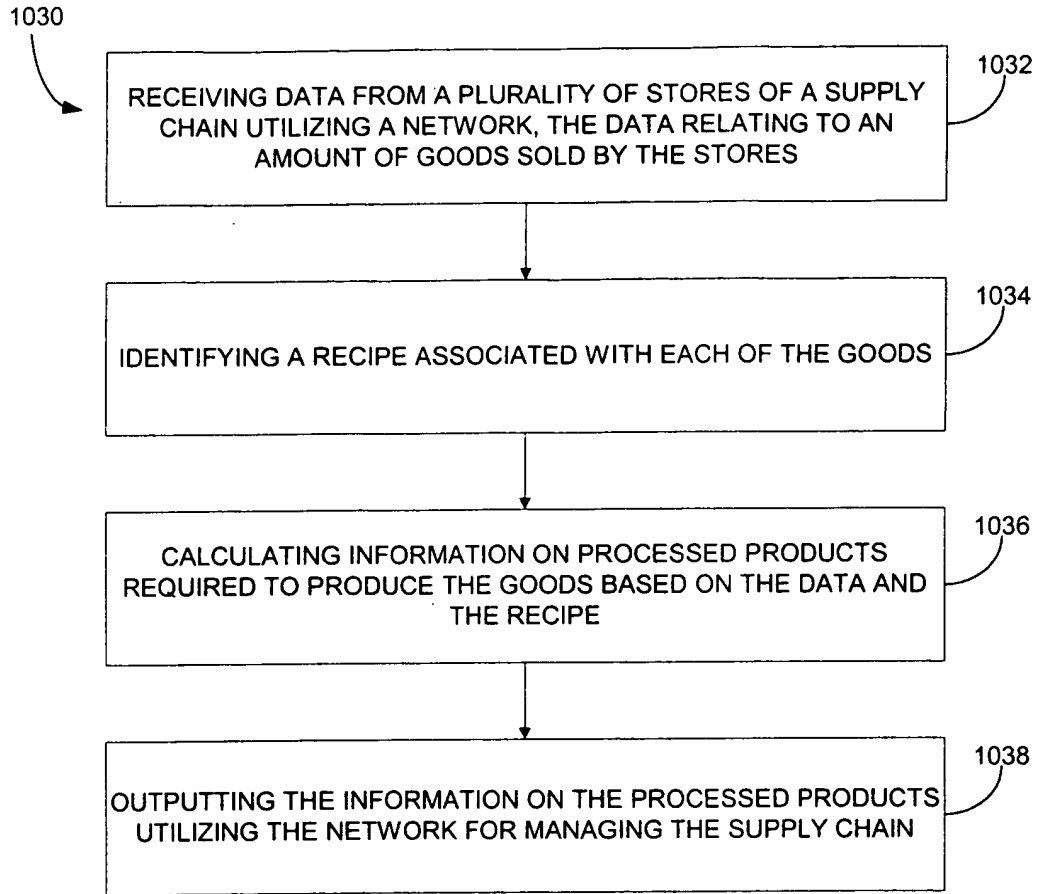 1030
1032
RECEIVING DATA FROM A PLURALITY OF STORES OF A SUPPLY
CHAIN UTILIZING A NETWORK, THE DATA RELATING TO AN
AMOUNT OF GOODS SOLD BY THE STORES
1034
IDENTIFYING A RECIPE ASSOCIATED WITH EACH OF THE GOODS
1036
CALCULATING INFORMATION ON PROCESSED PRODUCTS
REQUIRED TO PRODUCE THE GOODS BASED ON THE DATA AND
THE RECIPE
1038
OUTPUTTING THE INFORMATION ON THE PROCESSED PRODUCTS
UTILIZING THE NETWORK FOR MANAGING THE SUPPLY CHAIN